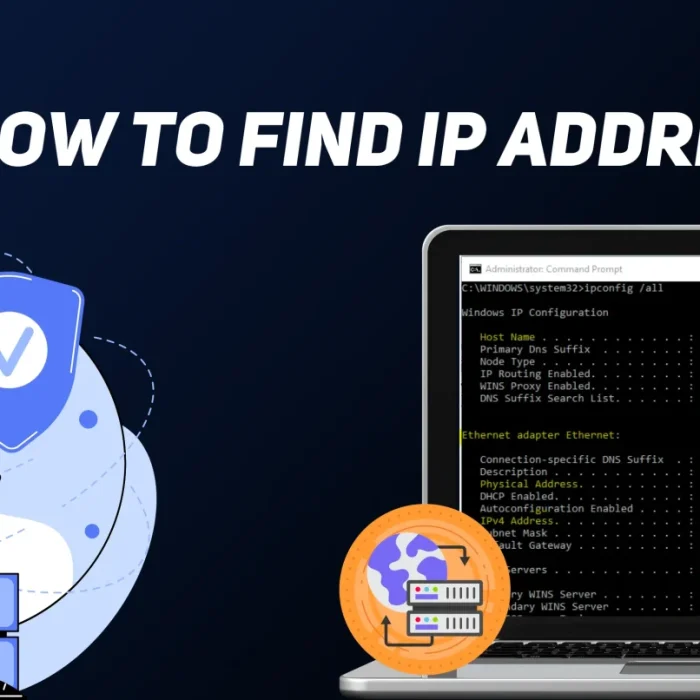 OW TO FIND IP ADDR
Administrator: Command Prompt
C:\WINDOWS\system32>ipconfig /all
Windows IP Configuration
Host Name . . . . . . . . . . . . . :
Primary Dns Suffix . . . . . . . . :
Node Type . . . . . . . . . . . . . :
IP Routing Enabled. . . . . . . . . :
WINS Proxy Enabled. . . . . . . . . :
DNS Suffix Search List. . . . . . . :
Ethernet adapter Ethernet:
Connection-specific DNS Suffix . . :
Description . . . . . . . . . . . . :
Physical Address. . . . . . . . . . :
DHCP Enabled. . . . . . . . . . . . :
Autoconfiguration Enabled . . . . . :
IPv4 Address. . . . . . . . . . . . :
bnet Mask . . . . . . . . . . . . . :
ault Gateway . . . . . . . . . . . :
Servers . . . . . . . . . . . . . . :
ry WINS Server . . . . . . . . . . :
ndary WINS Server . . . . . . . . . :